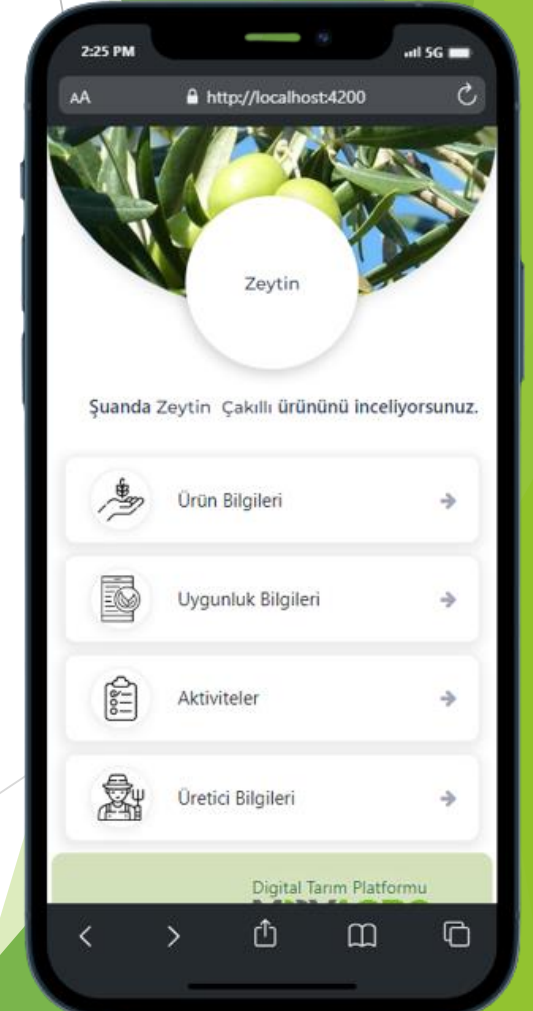 2:25 PM
5G
AA
http://localhost:4200
Zeytin
Şuanda Zeytin Çakıllı ürününü inceliyorsunuz.
Ürün Bilgileri
Uygunluk Bilgileri
Aktiviteler
Üretici Bilgileri
Digital Tarım Platformu